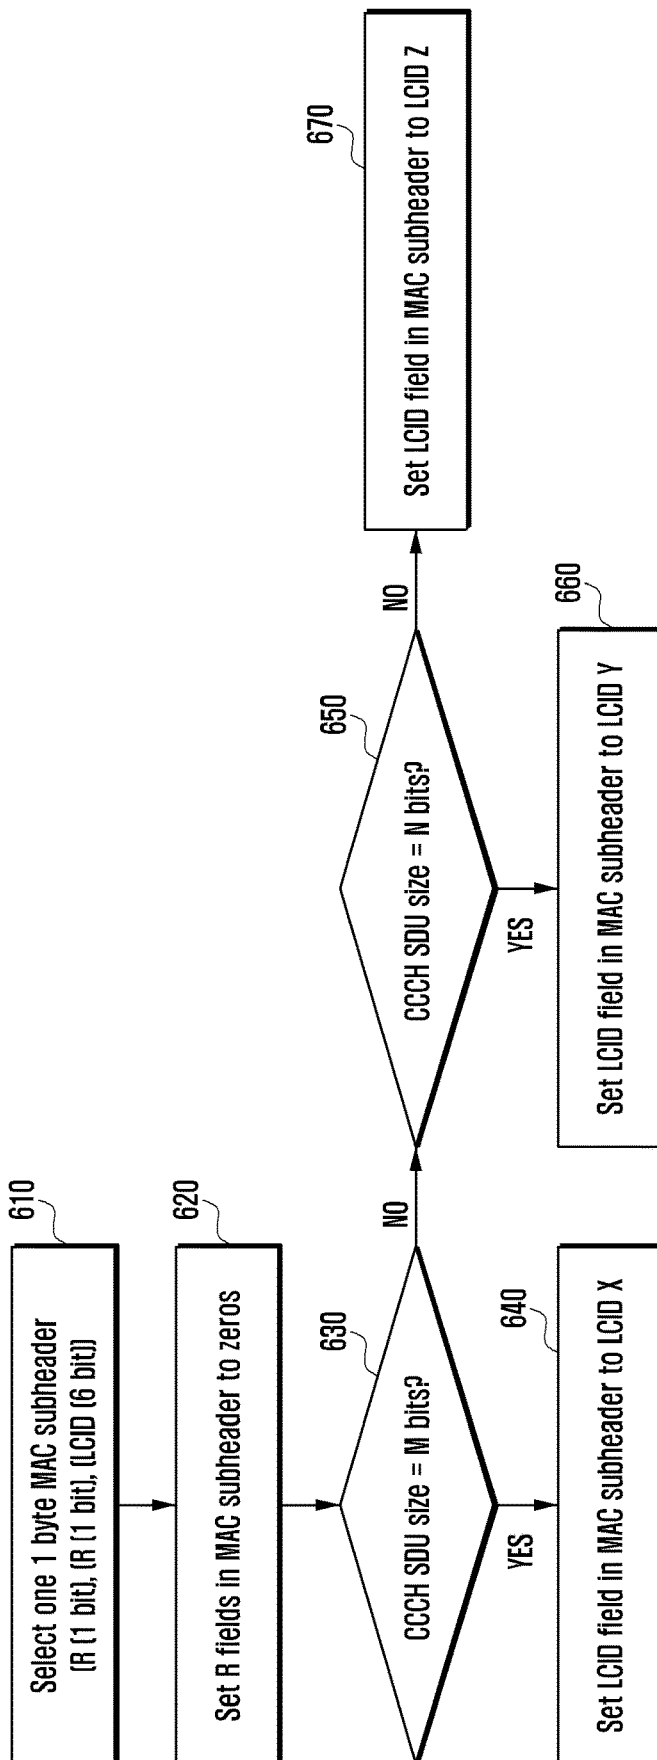 610
Select one 1 byte MAC subheader
(R (1 bit), (R (1 bit), (LCID (6 bit))
620
Set R fields in MAC subheader to zeros
630
CCCH SDU size = M bits?
NO
YES
640
Set LCID field in MAC subheader to LCID X
650
CCCH SDU size = N bits?
NO
YES
660
Set LCID field in MAC subheader to LCID Y
670
Set LCID field in MAC subheader to LCID Z